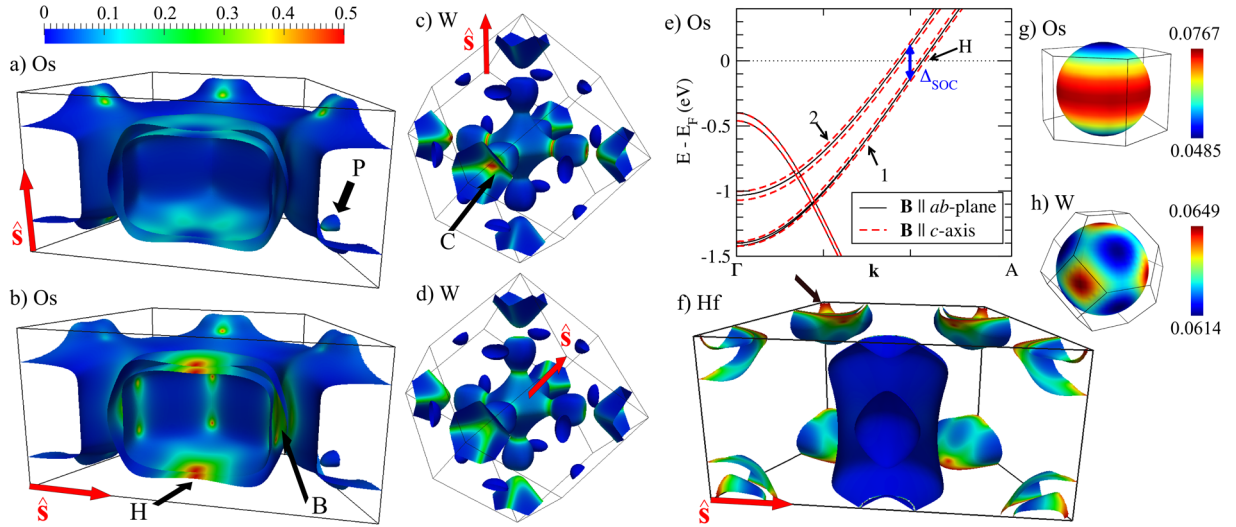 0 0.1 0.2 0.3 0.4 0.5
a) Os
ŝ
P
b) Os
ŝ
H
B
c) W
ŝ
C
d) W
ŝ
e) Os
E - E_F (eV)
0
-0.5
-1
-1.5
Γ
k
A
H
Δ_SOC
2
1
B || ab-plane
B || c-axis
f) Hf
ŝ
g) Os
0.0767
0.0485
h) W
0.0649
0.0614